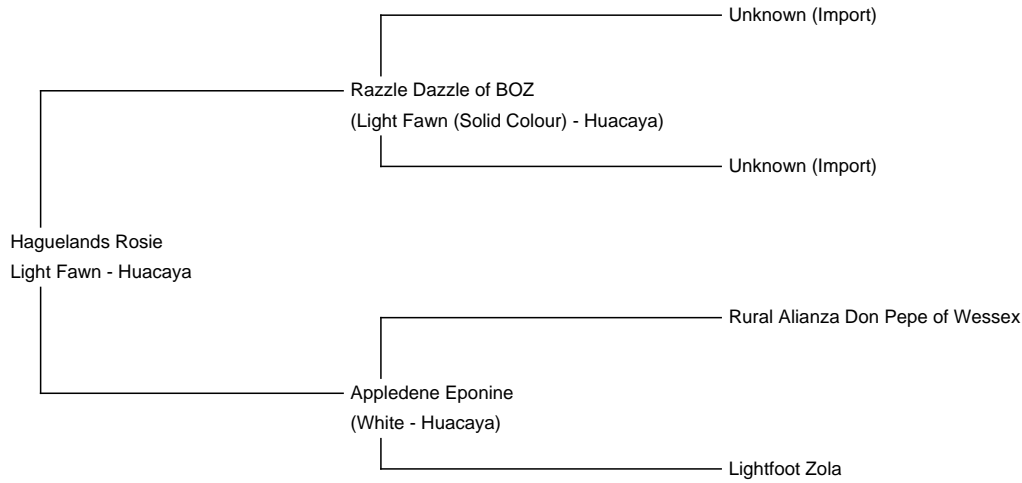 Unknown (Import)
Razzle Dazzle of BOZ
(Light Fawn (Solid Colour) - Huacaya)
Unknown (Import)
Haguelands Rosie
Light Fawn - Huacaya
Rural Alianza Don Pepe of Wessex
Appledene Eponine
(White - Huacaya)
Lightfoot Zola